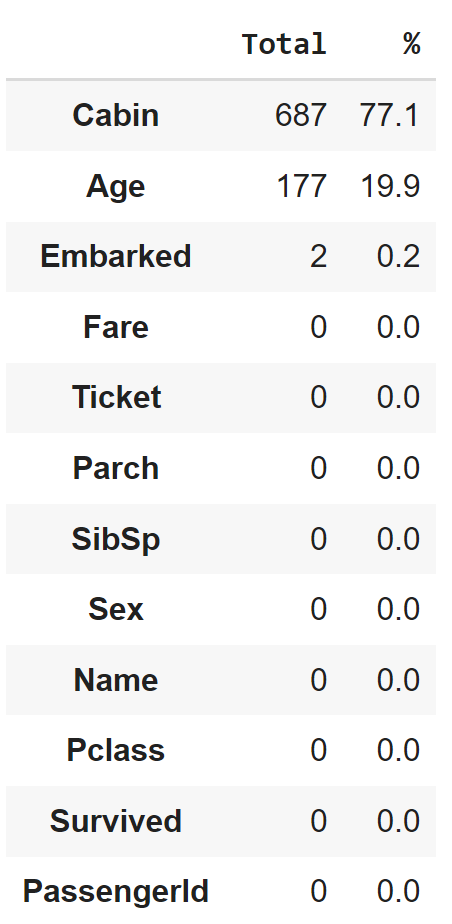 Total %
Cabin 687 77.1
Age 177 19.9
Embarked 2 0.2
Fare 0 0.0
Ticket 0 0.0
Parch 0 0.0
SibSp 0 0.0
Sex 0 0.0
Name 0 0.0
Pclass 0 0.0
Survived 0 0.0
PassengerId 0 0.0